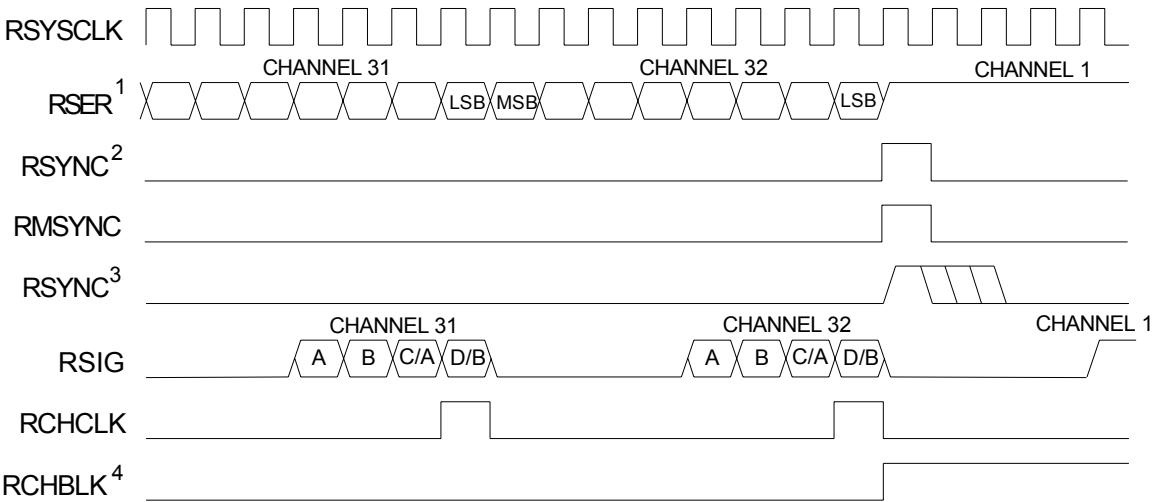 RSYSCLK
CHANNEL 31 CHANNEL 32 CHANNEL 1
RSER1 LSB MSB LSB
RSYNC2
RMSYNC
RSYNC3
CHANNEL 31 CHANNEL 32 CHANNEL 1
RSIG A B C/A D/B A B C/A D/B
RCHCLK
RCHBLK4